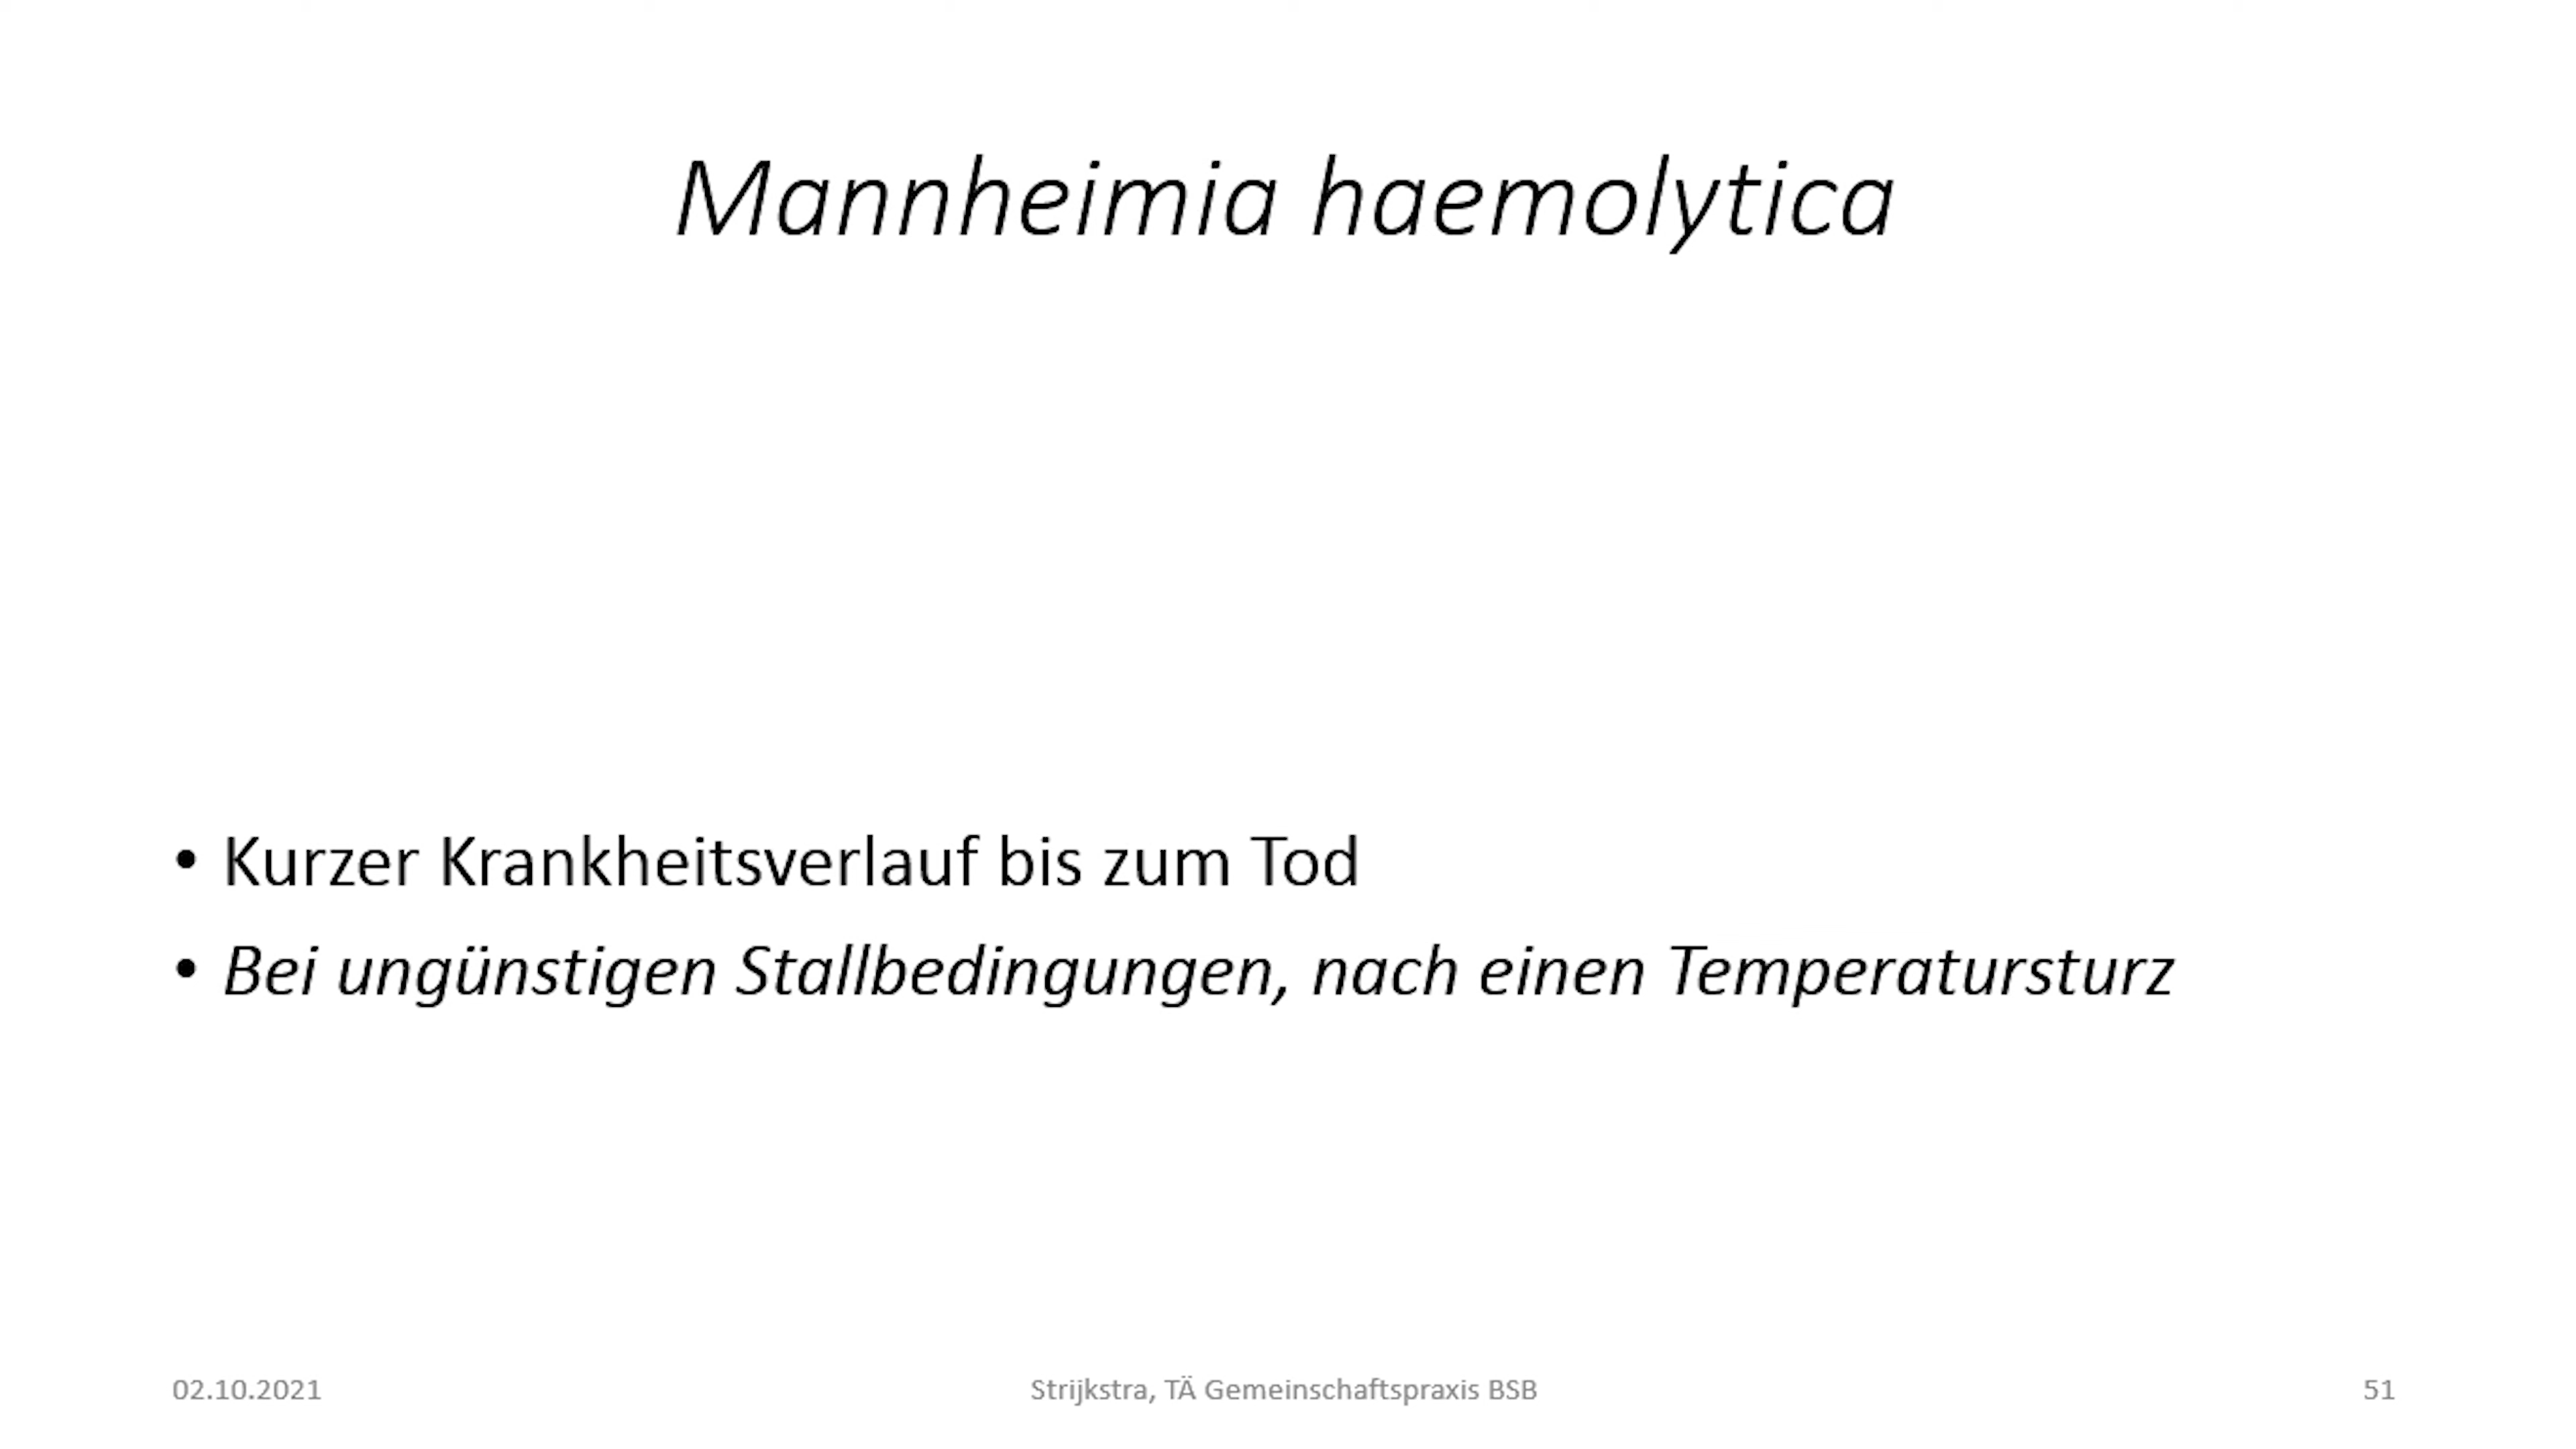 Mannheimia haemolytica
• Kurzer Krankheitsverlauf bis zum Tod
• Bei ungünstigen Stallbedingungen, nach einen Temperatursturz
02.10.2021
Strijkstra, TÄ Gemeinschaftspraxis BSB
51